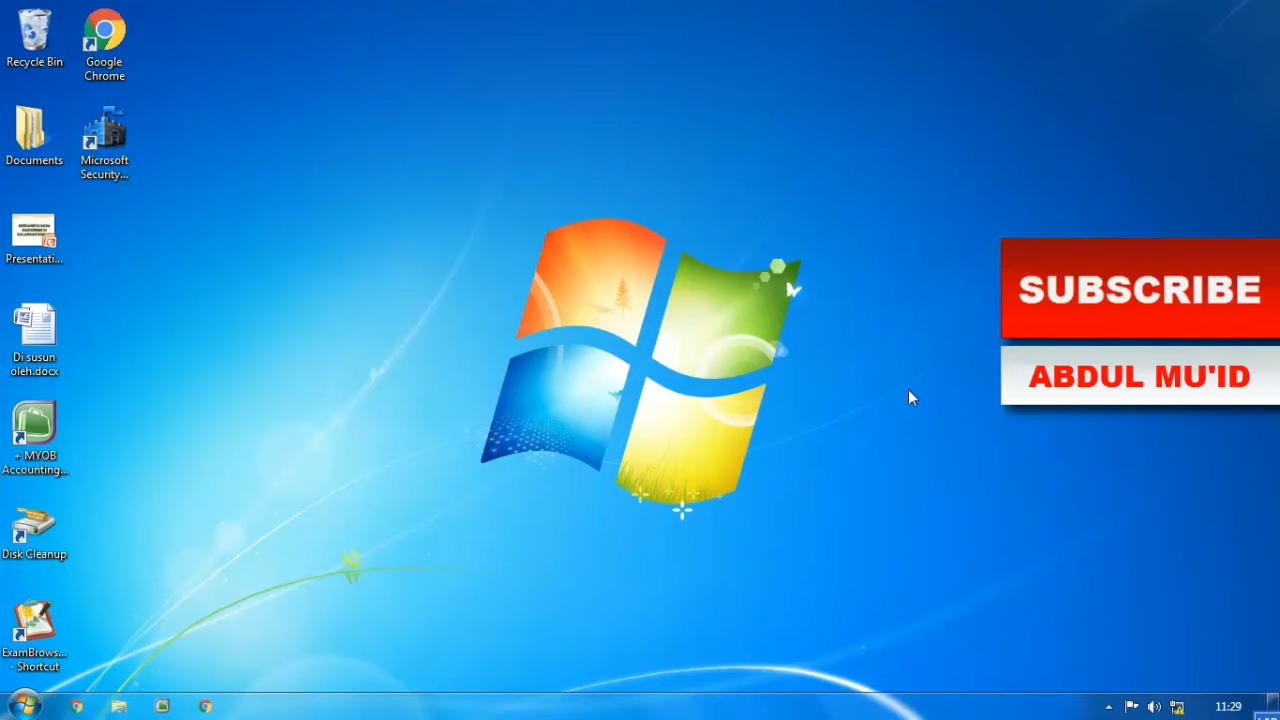 Recycle Bin
Google
Chrome
Documents
Microsoft
Security...
Presentati...
Di susun
oleh.docx
+ MYOB
Accounting...
Disk Cleanup
ExamBrows...
- Shortcut
SUBSCRIBE
ABDUL MU'ID
11:29